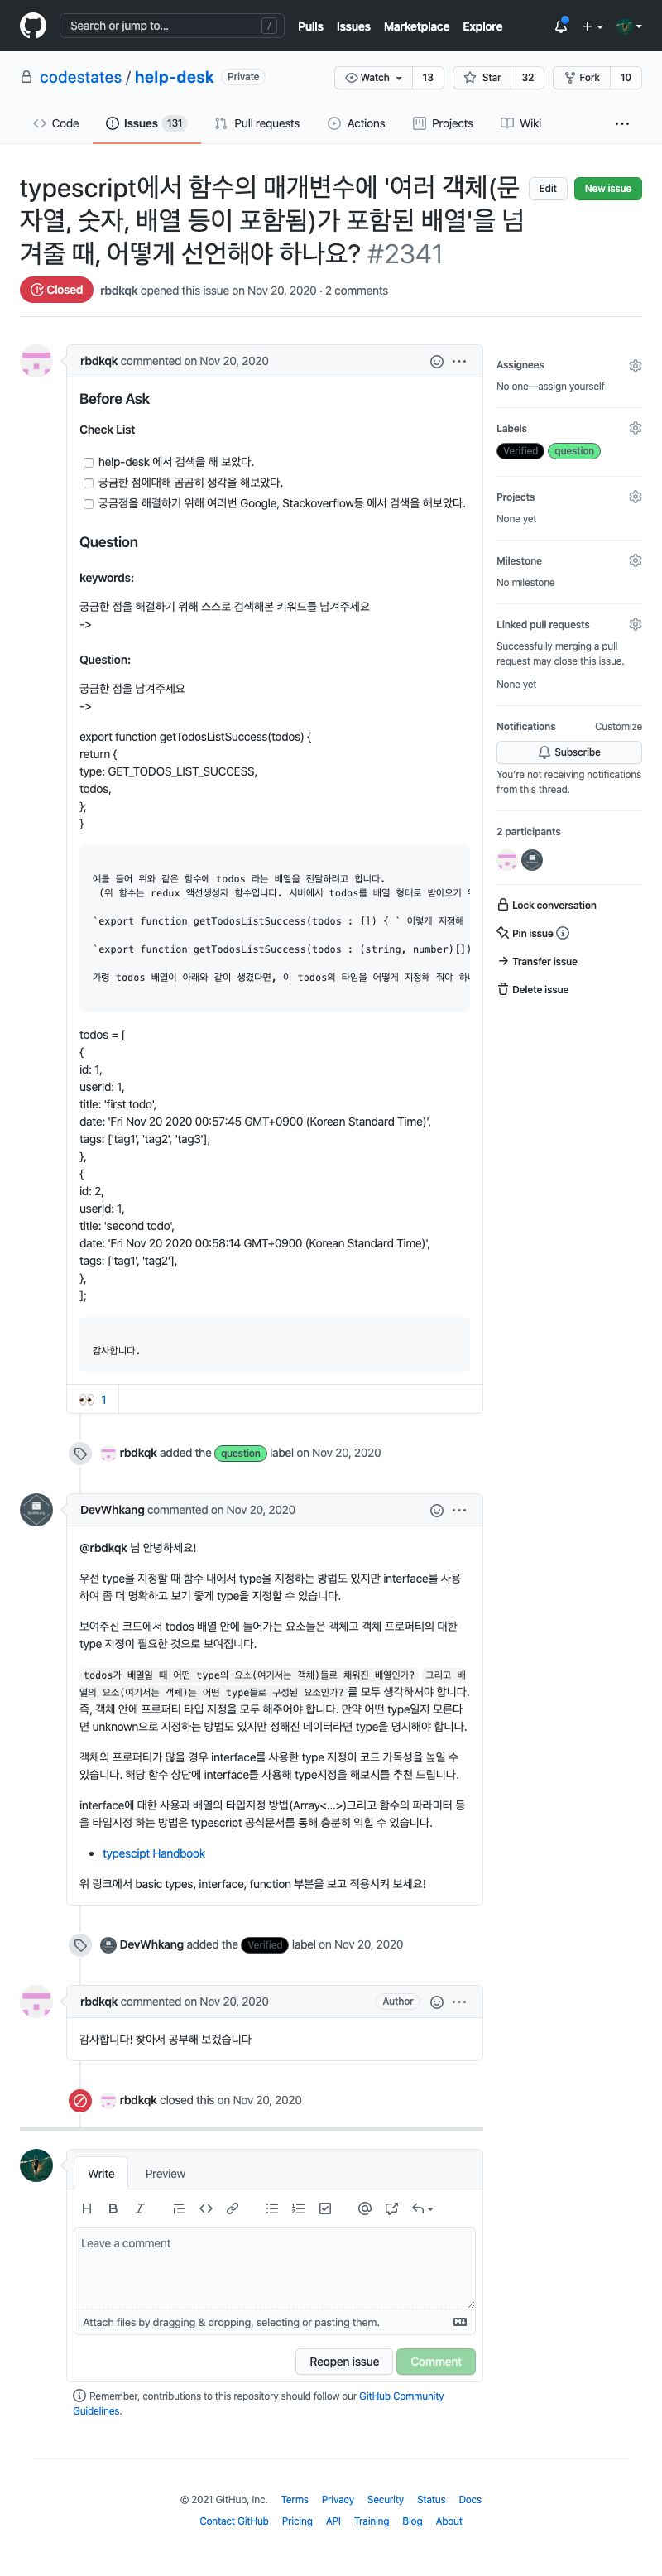 Search or jump to...
/
Pulls Issues Marketplace Explore
codestates / help-desk Private
Watch 13 Star 32 Fork 10
Code Issues 131 Pull requests Actions Projects Wiki
typescript에서 함수의 매개변수에 '여러 객체(문
자열, 숫자, 배열 등이 포함됨)가 포함된 배열'을 넘
겨줄 때, 어떻게 선언해야 하나요? #2341
Edit New issue
Closed rbdkqk opened this issue on Nov 20, 2020 · 2 comments
rbdkqk commented on Nov 20, 2020
Before Ask
Check List
help-desk 에서 검색을 해 보았다.
궁금한 점에대해 곰곰히 생각을 해보았다.
궁금점을 해결하기 위해 여러번 Google, Stackoverflow등 에서 검색을 해보았다.
Question
keywords:
궁금한 점을 해결하기 위해 스스로 검색해본 키워드를 남겨주세요
->
Question:
궁금한 점을 남겨주세요
->
export function getTodosListSuccess(todos) {
return {
type: GET_TODOS_LIST_SUCCESS,
todos,
};
}
예를 들어 위와 같은 함수에 todos 라는 배열을 전달하려고 합니다.
(위 함수는 redux 액션생성자 함수입니다. 서버에서 todos를 배열 형태로 받아오기
`export function getTodosListSuccess(todos : []) { ` 이렇게 지정해
`export function getTodosListSuccess(todos : (string, number)[])
가령 todos 배열이 아래와 같이 생겼다면, 이 todos의 타임을 어떻게 지정해 줘야
todos = [
{
id: 1,
userId: 1,
title: 'first todo',
date: 'Fri Nov 20 2020 00:57:45 GMT+0900 (Korean Standard Time)',
tags: ['tag1', 'tag2', 'tag3'],
},
{
id: 2,
userId: 1,
title: 'second todo',
date: 'Fri Nov 20 2020 00:58:14 GMT+0900 (Korean Standard Time)',
tags: ['tag1', 'tag2'],
},
];
감사합니다.
1
rbdkqk added the question label on Nov 20, 2020
DevWhkang commented on Nov 20, 2020
@rbdkqk 님 안녕하세요!
우선 type을 지정할 때 함수 내에서 type을 지정하는 방법도 있지만 interface를 사용
하여 좀 더 명확하고 보기 좋게 type을 지정할 수 있습니다.
보여주신 코드에서 todos 배열 안에 들어가는 요소들은 객체고 객체 프로퍼티의 대한
type 지정이 필요한 것으로 보여집니다.
todos가 배열일 때 어떤 type의 요소(여기서는 객체)들로 채워진 배열인가? 그리고 배
열의 요소(여기서는 객체)는 어떤 type들로 구성된 요소인가? 를 모두 생각하셔야 합니다.
즉, 객체 안에 프로퍼티 타입 지정을 모두 해주어야 합니다. 만약 어떤 type일지 모른다
면 unknown으로 지정하는 방법도 있지만 정해진 데이터라면 type을 명시해야 합니다.
객체의 프로퍼티가 많을 경우 interface를 사용한 type 지정이 코드 가독성을 높일 수
있습니다. 해당 함수 상단에 interface를 사용해 type지정을 해보시를 추천 드립니다.
interface에 대한 사용과 배열의 타입지정 방법(Array<...>)그리고 함수의 파라미터 등
을 타입지정 하는 방법은 typescript 공식문서를 통해 충분히 익힐 수 있습니다.
typescipt Handbook
위 링크에서 basic types, interface, function 부분을 보고 적용시켜 보세요!
DevWhkang added the Verified label on Nov 20, 2020
rbdkqk commented on Nov 20, 2020 Author
감사합니다! 찾아서 공부해 보겠습니다
rbdkqk closed this on Nov 20, 2020
Write Preview
Leave a comment
Attach files by dragging & dropping, selecting or pasting them.
Reopen issue Comment
Remember, contributions to this repository should follow our GitHub Community
Guidelines.
Assignees
No one—assign yourself
Labels
Verified question
Projects
None yet
Milestone
No milestone
Linked pull requests
Successfully merging a pull
request may close this issue.
None yet
Notifications Customize
Subscribe
You're not receiving notifications
from this thread.
2 participants
Lock conversation
Pin issue
Transfer issue
Delete issue
© 2021 GitHub, Inc. Terms Privacy Security Status Docs
Contact GitHub Pricing API Training Blog About